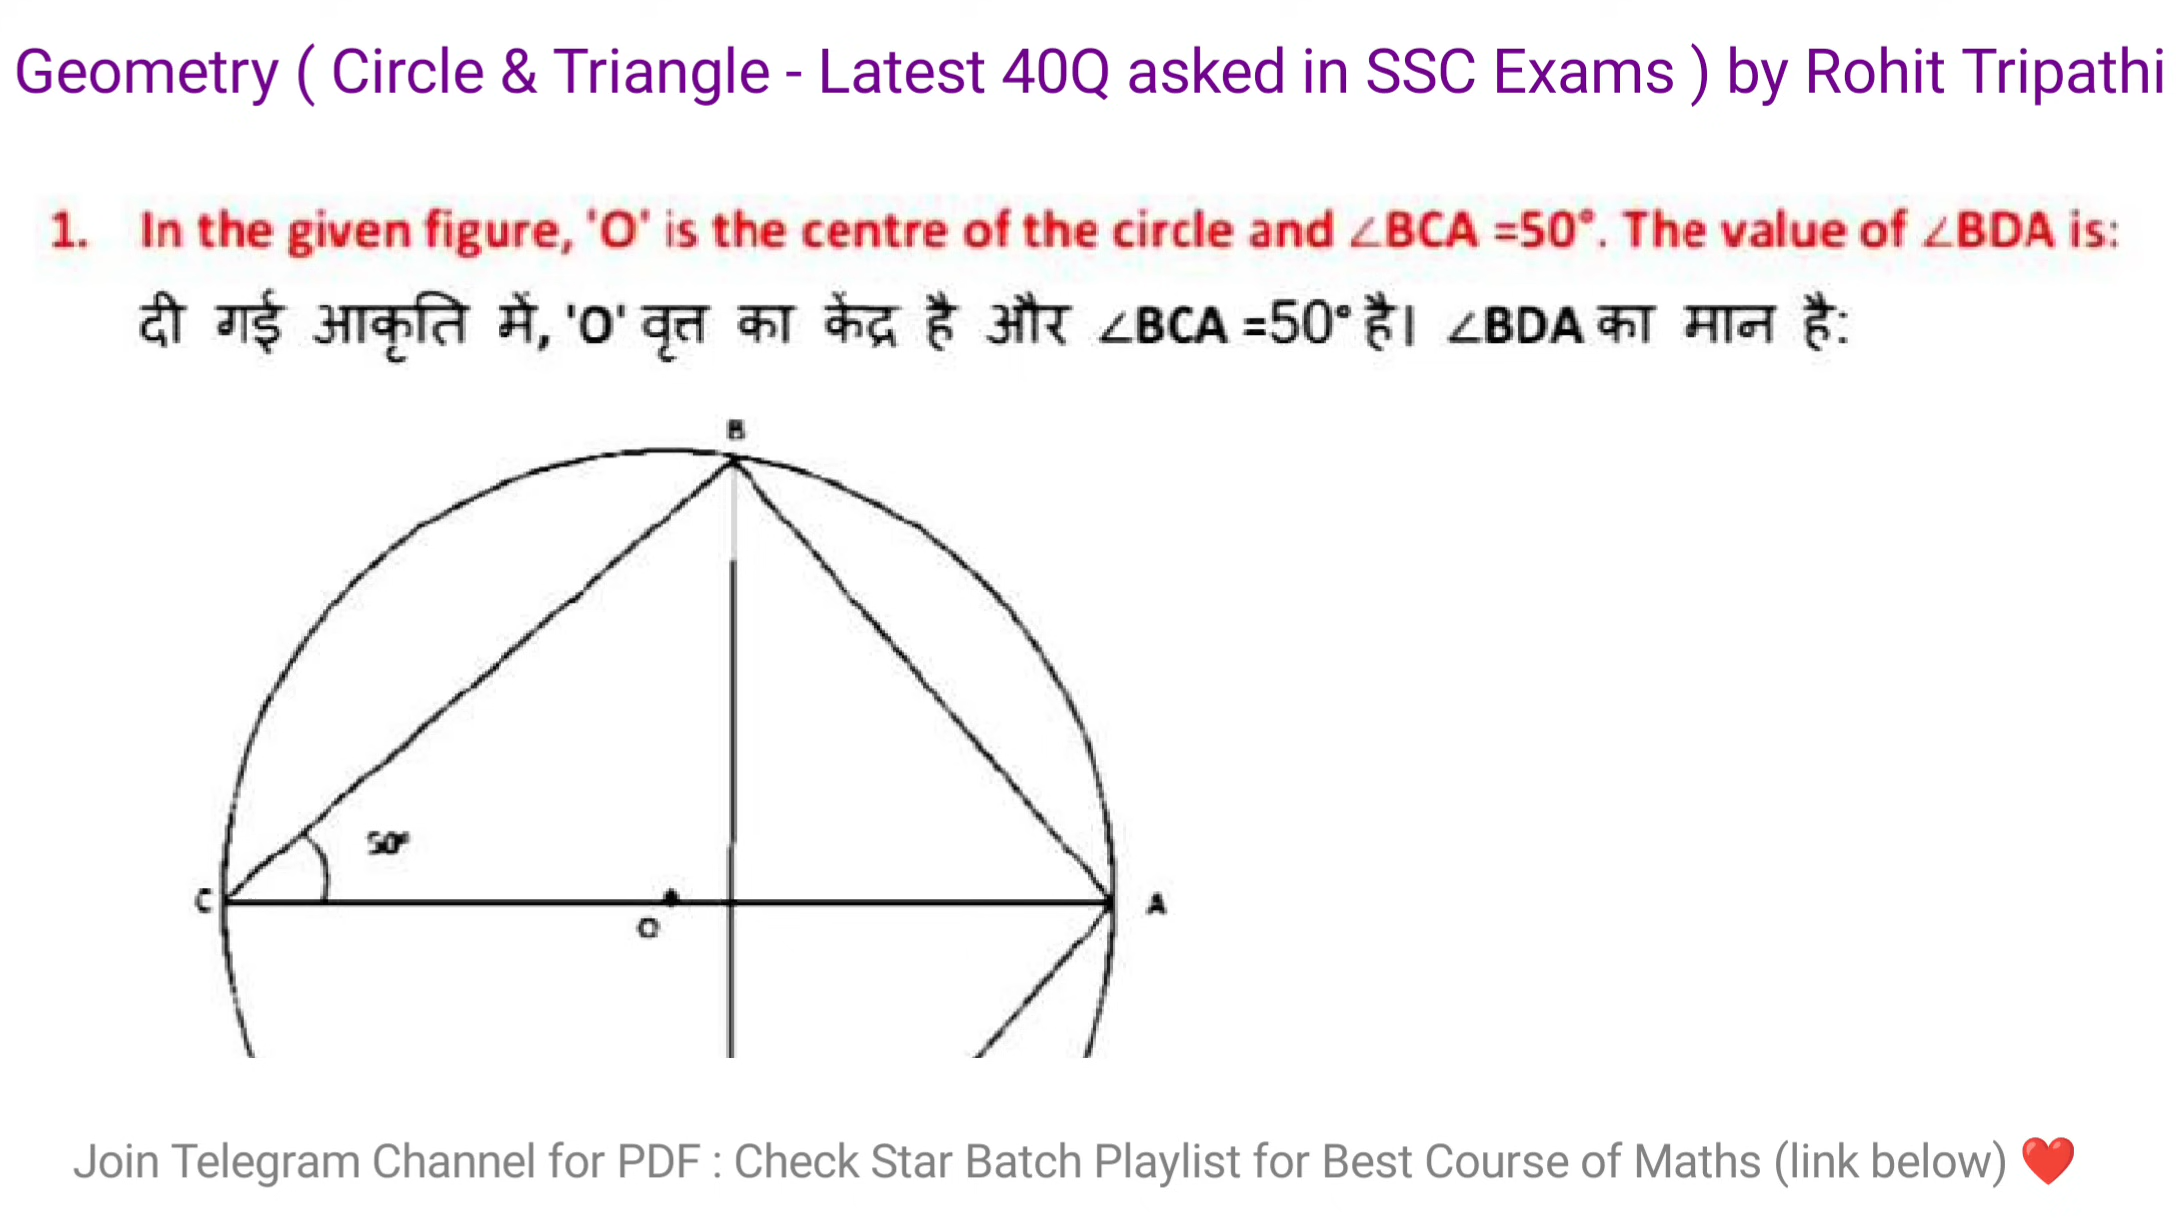 Geometry ( Circle & Triangle - Latest 40Q asked in SSC Exams ) by Rohit Tripathi
1. In the given figure, 'O' is the centre of the circle and ∠BCA =50°. The value of ∠BDA is:
दी गई आकृति में, 'O' वृत्त का केंद्र है और ∠BCA =50° है। ∠BDA का मान है:
B
50°
C
O
A
Join Telegram Channel for PDF : Check Star Batch Playlist for Best Course of Maths (link below) ❤️